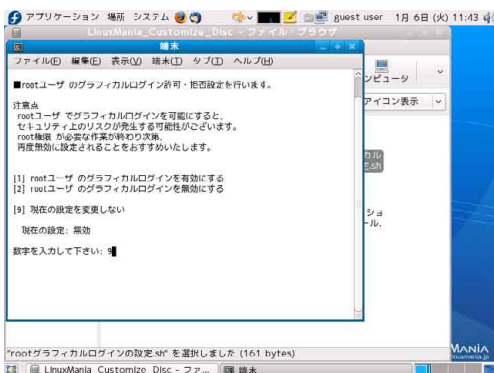 アプリケーション 場所 システム guest user 1月 6日 (火) 11:43
LinuxMania_Customize_Disc - ファイル・ブラウザ
端末
ファイル(F) 編集(E) 表示(V) 端末(T) タブ(T) ヘルプ(H)
■rootユーザ のグラフィカルログイン許可・拒否設定を行います。
注意点
rootユーザ でグラフィカルログインを可能にすると、
セキュリティ上のリスクが発生する可能性がございます。
root権限 が必要な作業が終わり次第、
再度無効に設定されることをおすすめいたします。
[1] rootユーザ のグラフィカルログインを有効にする
[2] rootユーザ のグラフィカルログインを無効にする
[9] 現在の設定を変更しない
現在の設定: 無効
数字を入力して下さい: 9
ンピュータ
アイコン表示
カル
定.sh
ショ
ール.
"rootグラフィカルログインの設定.sh" を選択しました (161 bytes)
MANIA
LinuxMania_Customize_Disc - ファ...
端末